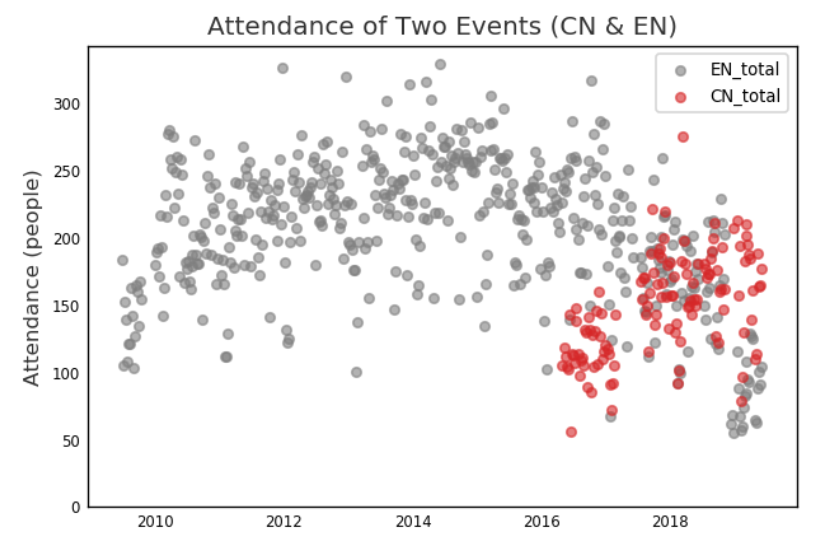 Attendance of Two Events (CN & EN)
EN_total
CN_total
300
250
200
150
100
50
0
Attendance (people)
2010 2012 2014 2016 2018